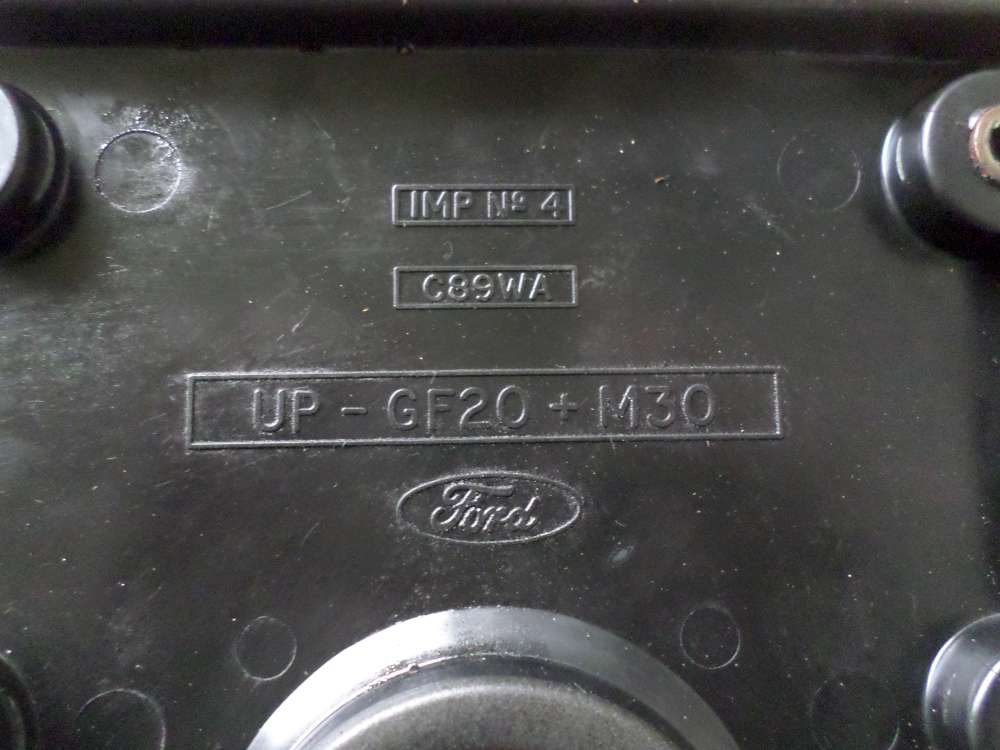 IMP Nº 4
C89WA
UP - GF20 + M30
Ford